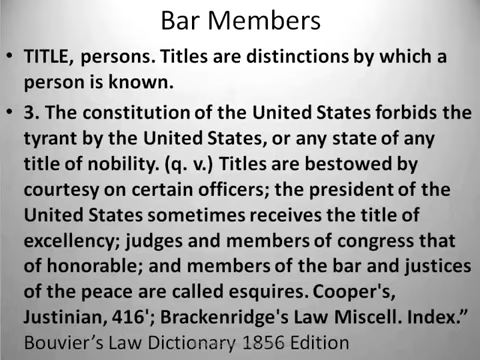 Bar Members
• TITLE, persons. Titles are distinctions by which a
person is known.
• 3. The constitution of the United States forbids the
tyrant by the United States, or any state of any
title of nobility. (q. v.) Titles are bestowed by
courtesy on certain officers; the president of the
United States sometimes receives the title of
excellency; judges and members of congress that
of honorable; and members of the bar and justices
of the peace are called esquires. Cooper's,
Justinian, 416'; Brackenridge's Law Miscell. Index.”
Bouvier’s Law Dictionary 1856 Edition